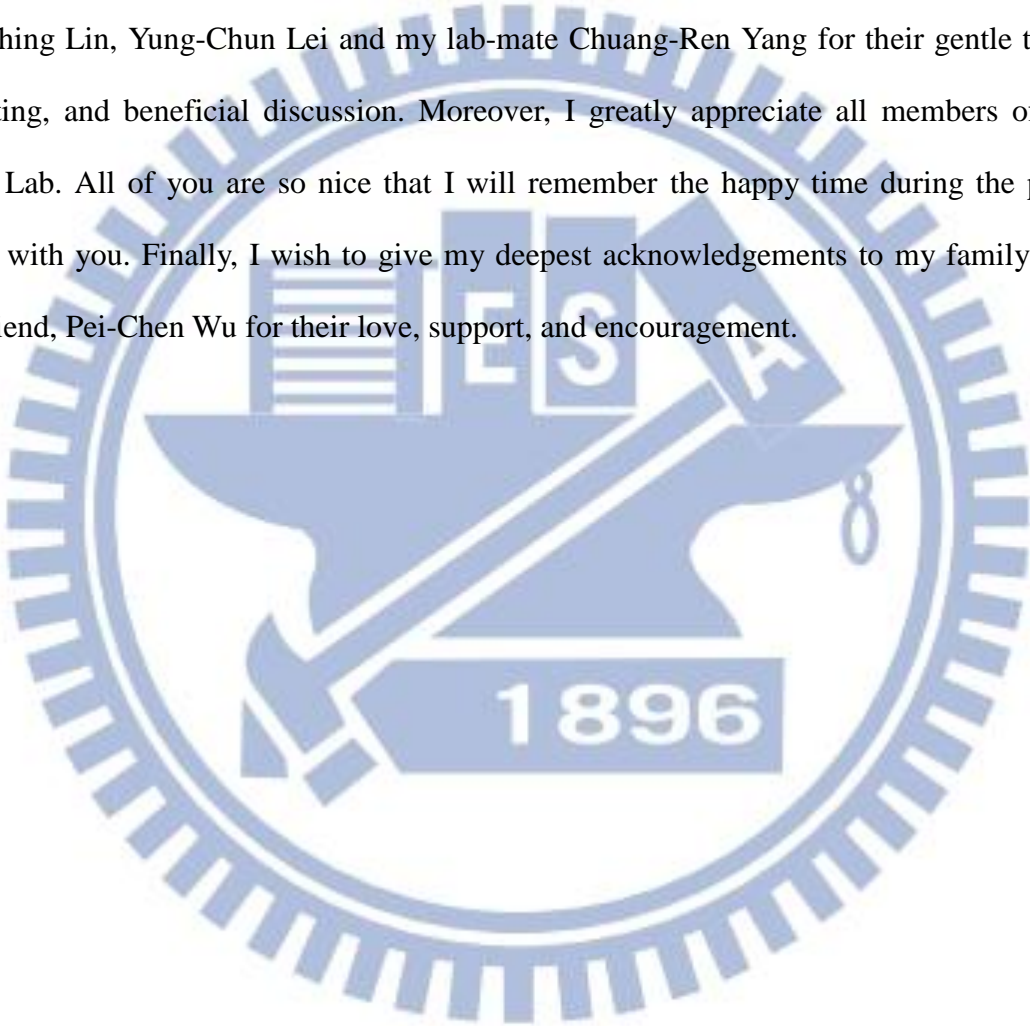 hing Lin, Yung-Chun Lei and my lab-mate Chuang-Ren Yang for their gentle t
ting, and beneficial discussion. Moreover, I greatly appreciate all members o
Lab. All of you are so nice that I will remember the happy time during the p
with you. Finally, I wish to give my deepest acknowledgements to my family
iend, Pei-Chen Wu for their love, support, and encouragement.
E S A
1896